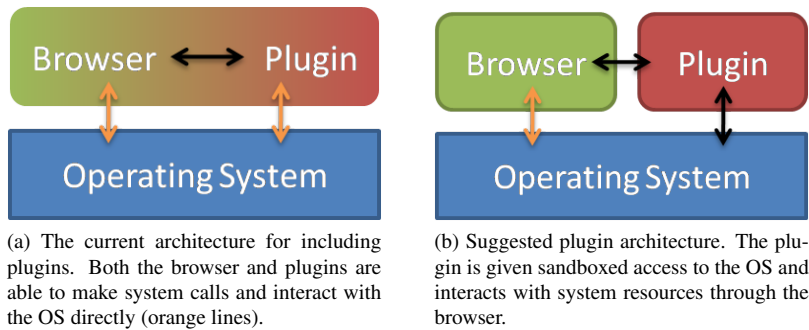 Browser Plugin
Operating System
(a) The current architecture for including
plugins. Both the browser and plugins are
able to make system calls and interact with
the OS directly (orange lines).
Browser Plugin
Operating System
(b) Suggested plugin architecture. The plu-
gin is given sandboxed access to the OS and
interacts with system resources through the
browser.